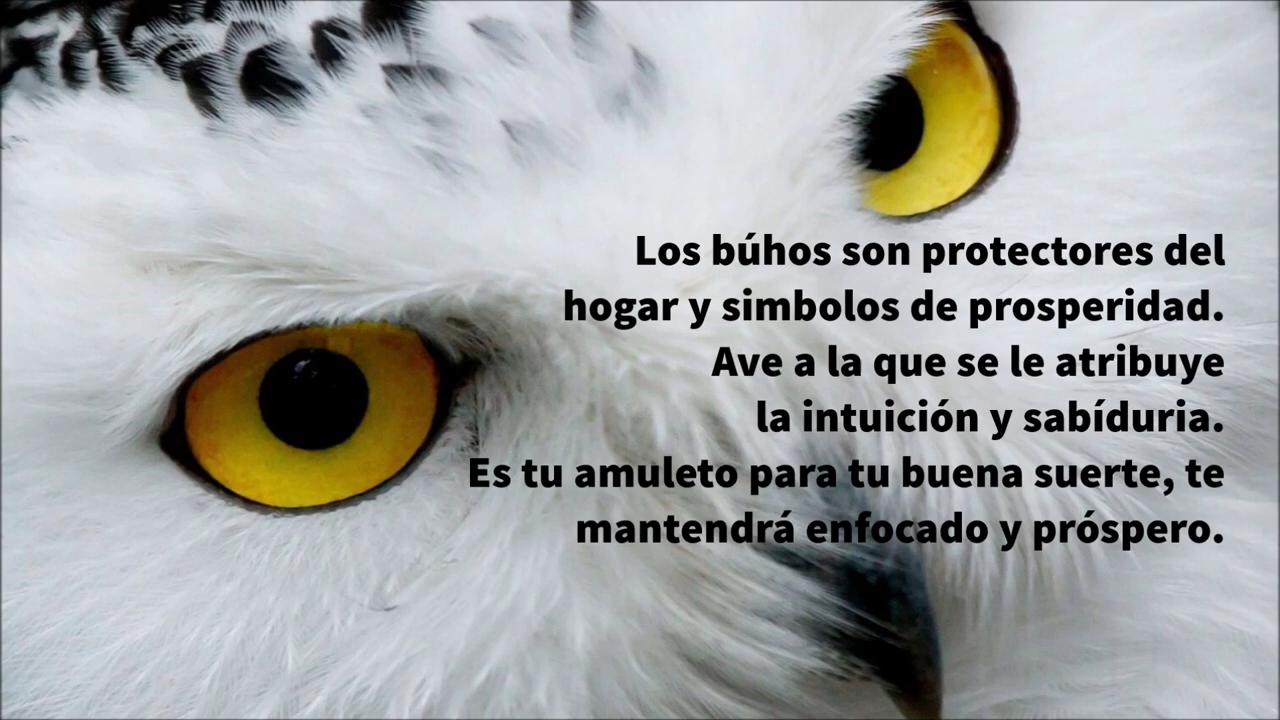 Los búhos son protectores del
hogar y simbolos de prosperidad.
Ave a la que se le atribuye
la intuición y sabíduria.
Es tu amuleto para tu buena suerte, te
mantendrá enfocado y próspero.